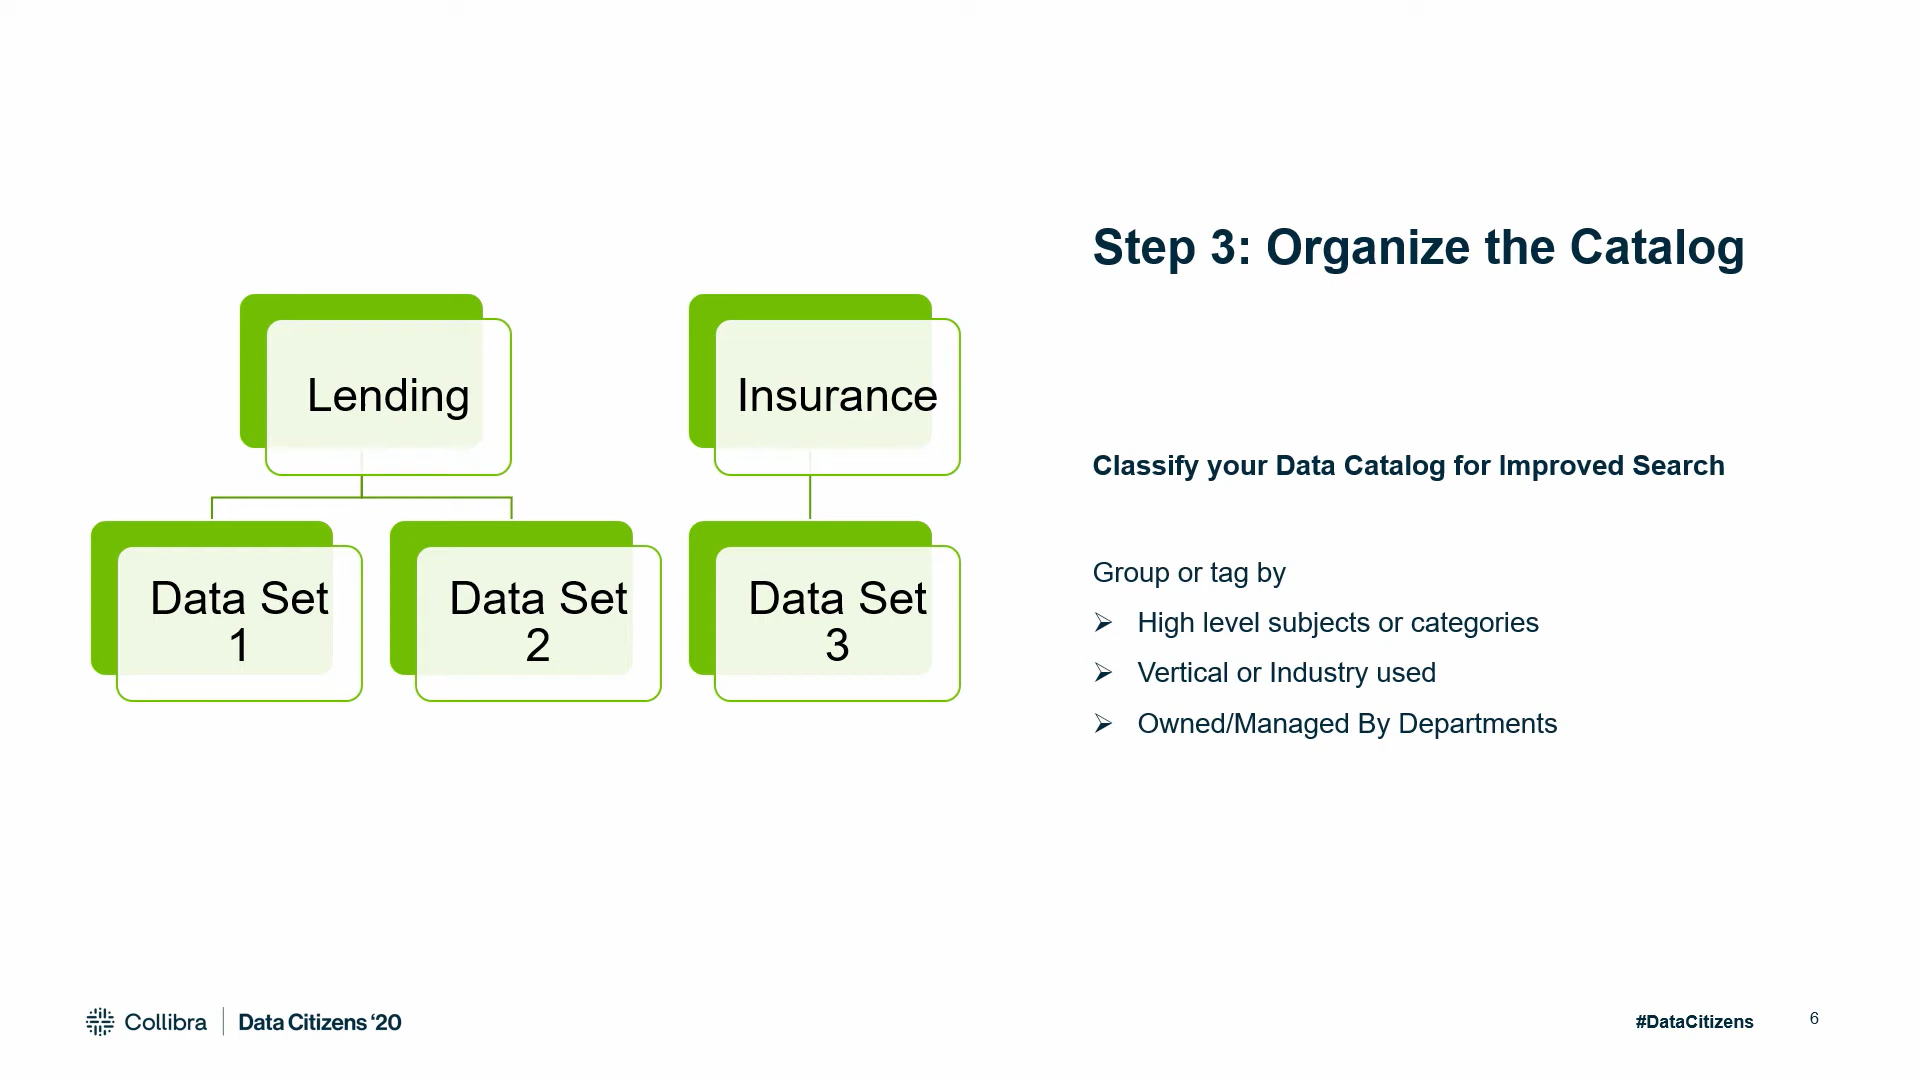 Step 3: Organize the Catalog
Lending
Insurance
Data Set
1
Data Set
2
Data Set
3
Classify your Data Catalog for Improved Search
Group or tag by
➢ High level subjects or categories
➢ Vertical or Industry used
➢ Owned/Managed By Departments
Collibra | Data Citizens ‘20
#DataCitizens
6